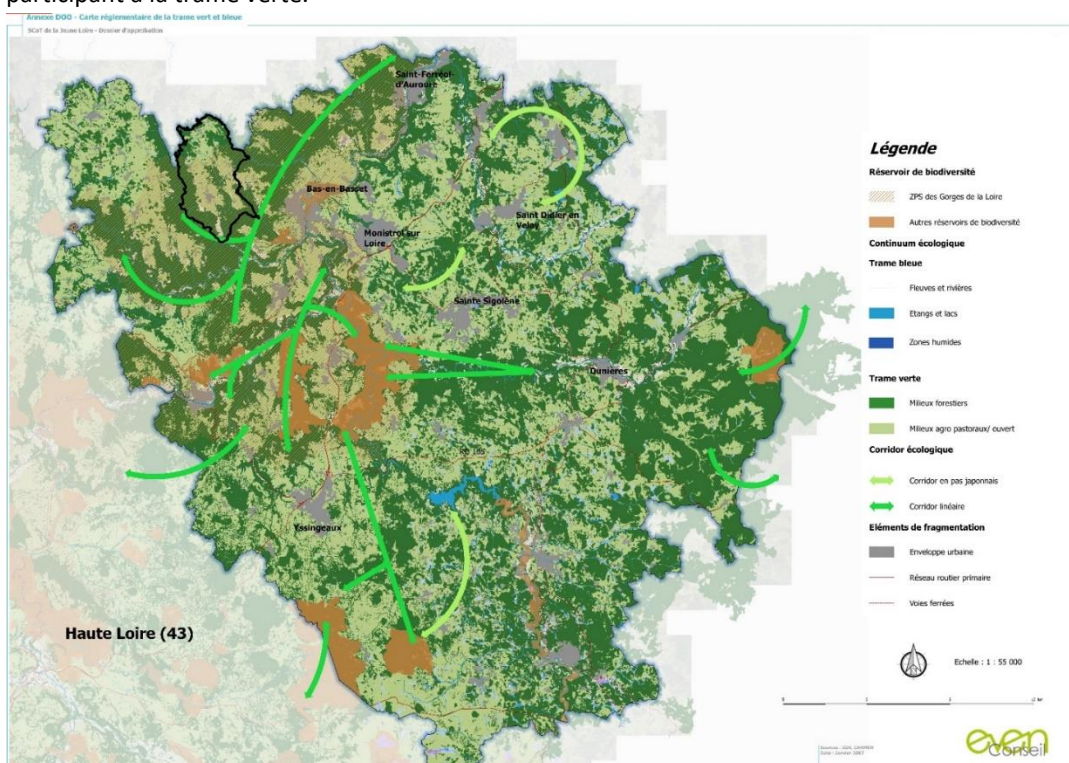 participant à la trame verte.
Annexe DOO - Carte réglementaire de la trame vert et bleue
SCoT de la Jeune Loire - Dossier d'approbation
Saint-Ferréol-
d'Auroure
Bas-en-Basset
Monistrol sur
Loire
Saint Didier en
Velay
Sainte Sigolène
Dunières
Yssingeaux
Haute Loire (43)
Légende
Réservoir de biodiversité
ZPS des Gorges de la Loire
Autres réservoirs de biodiversité
Continuum écologique
Trame bleue
Fleuves et rivières
Etangs et lacs
Zones humides
Trame verte
Milieux forestiers
Milieux agro pastoraux/ ouvert
Corridor écologique
Corridor en pas japonnais
Corridor linéaire
Eléments de fragmentation
Enveloppe urbaine
Réseau routier primaire
Voies ferrées
Echelle : 1 : 55 000
even
Conseil